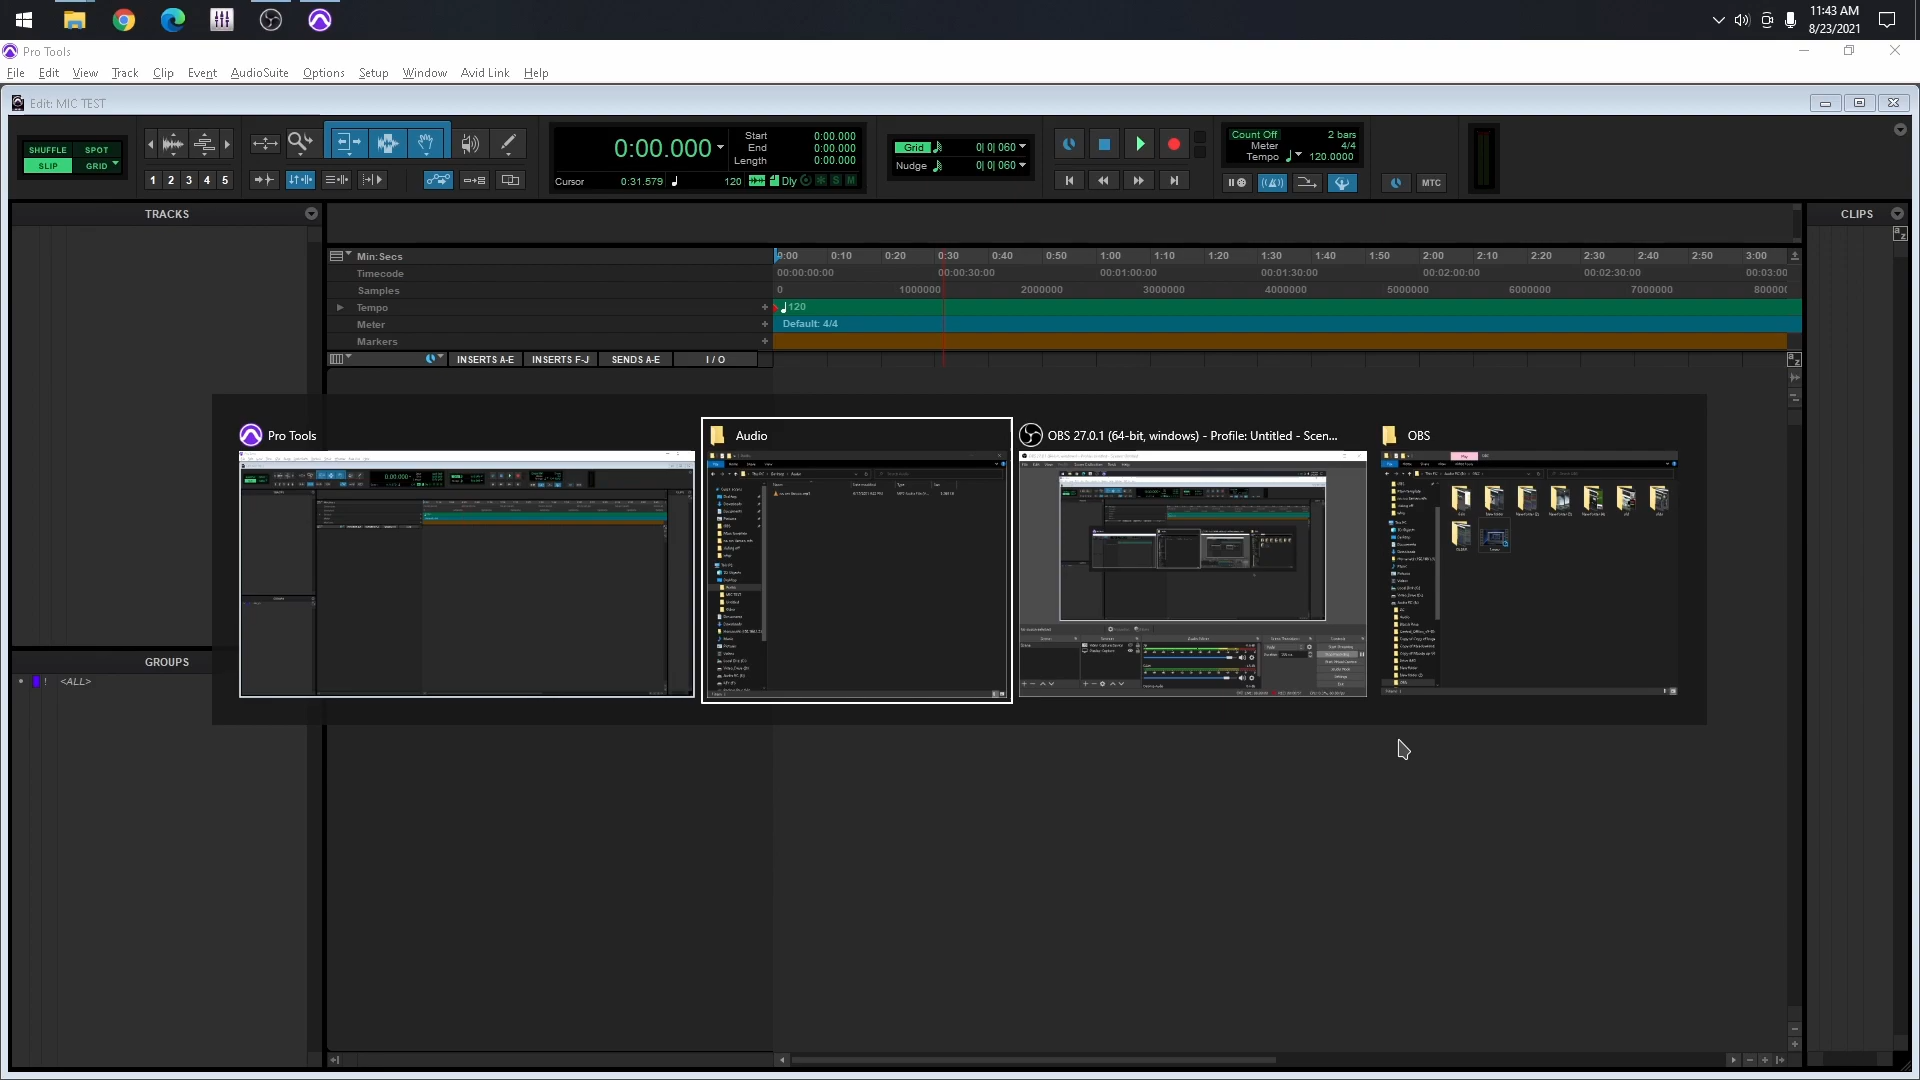 11:43 AM
8/23/2021
Pro Tools
File Edit View Track Clip Event AudioSuite Options Setup Window Avid Link Help
Edit: MIC TEST
SHUFFLE SPOT
SLIP GRID
1 2 3 4 5
0:00.000
Start 0:00.000
End 0:00.000
Length 0:00.000
Cursor 0:31.579 120 Dly S M
Grid 0| 0| 060
Nudge 0| 0| 060
Count Off 2 bars
Meter 4/4
Tempo 120.0000
MTC
TRACKS
CLIPS
Min:Secs 0:00 0:10 0:20 0:30 0:40 0:50 1:00 1:10 1:20 1:30 1:40 1:50 2:00 2:10 2:20 2:30 2:40 2:50 3:00
Timecode 00:00:00:00 00:00:30:00 00:01:00:00 00:01:30:00 00:02:00:00 00:02:30:00 00:03:00
Samples 0 1000000 2000000 3000000 4000000 5000000 6000000 7000000 800000
Tempo 120
Meter Default: 4/4
Markers
INSERTS A-E INSERTS F-J SENDS A-E I / O
Pro Tools
Audio
OBS 27.0.1 (64-bit, windows) - Profile: Untitled - Scen...
OBS
GROUPS
! <ALL>